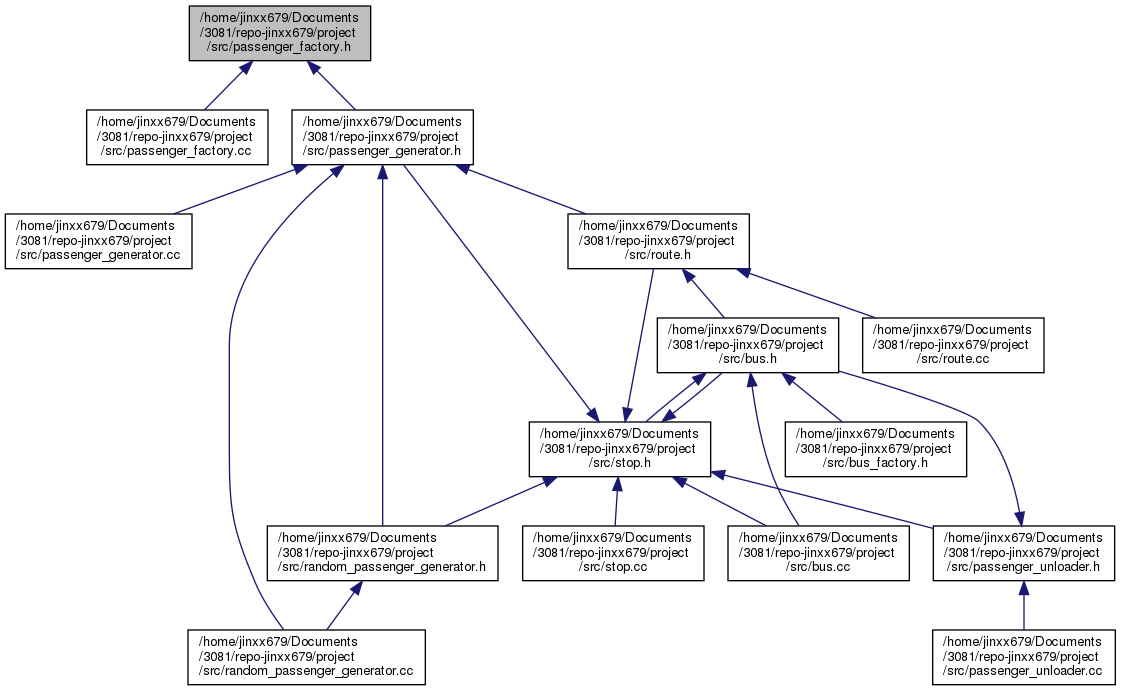 /home/jinxx679/Documents
/3081/repo-jinxx679/project
/src/passenger_factory.h
/home/jinxx679/Documents
/3081/repo-jinxx679/project
/src/passenger_factory.cc
/home/jinxx679/Documents
/3081/repo-jinxx679/project
/src/passenger_generator.h
/home/jinxx679/Documents
/3081/repo-jinxx679/project
/src/passenger_generator.cc
/home/jinxx679/Documents
/3081/repo-jinxx679/project
/src/route.h
/home/jinxx679/Documents
/3081/repo-jinxx679/project
/src/bus.h
/home/jinxx679/Documents
/3081/repo-jinxx679/project
/src/route.cc
/home/jinxx679/Documents
/3081/repo-jinxx679/project
/src/stop.h
/home/jinxx679/Documents
/3081/repo-jinxx679/project
/src/bus_factory.h
/home/jinxx679/Documents
/3081/repo-jinxx679/project
/src/random_passenger_generator.h
/home/jinxx679/Documents
/3081/repo-jinxx679/project
/src/stop.cc
/home/jinxx679/Documents
/3081/repo-jinxx679/project
/src/bus.cc
/home/jinxx679/Documents
/3081/repo-jinxx679/project
/src/passenger_unloader.h
/home/jinxx679/Documents
/3081/repo-jinxx679/project
/src/random_passenger_generator.cc
/home/jinxx679/Documents
/3081/repo-jinxx679/project
/src/passenger_unloader.cc